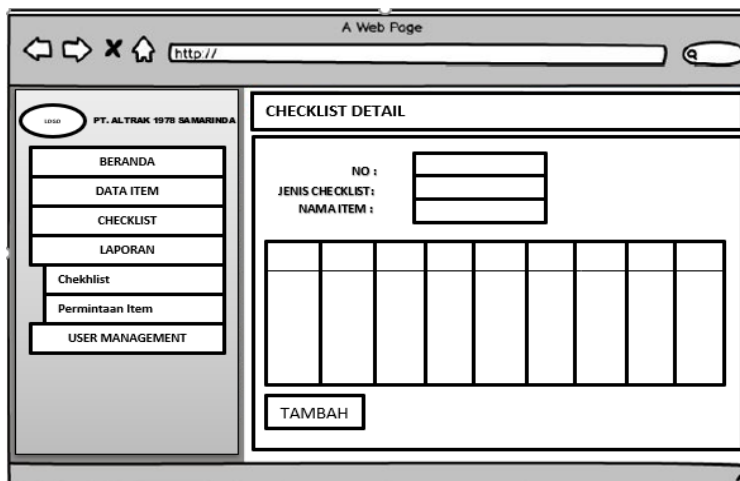 A Web Page
http://
LOGO
PT. ALTRAK 1978 SAMARINDA
BERANDA
DATA ITEM
CHECKLIST
LAPORAN
Chekhlist
Permintaan Item
USER MANAGEMENT
CHECKLIST DETAIL
NO :
JENIS CHECKLIST:
NAMA ITEM :
TAMBAH